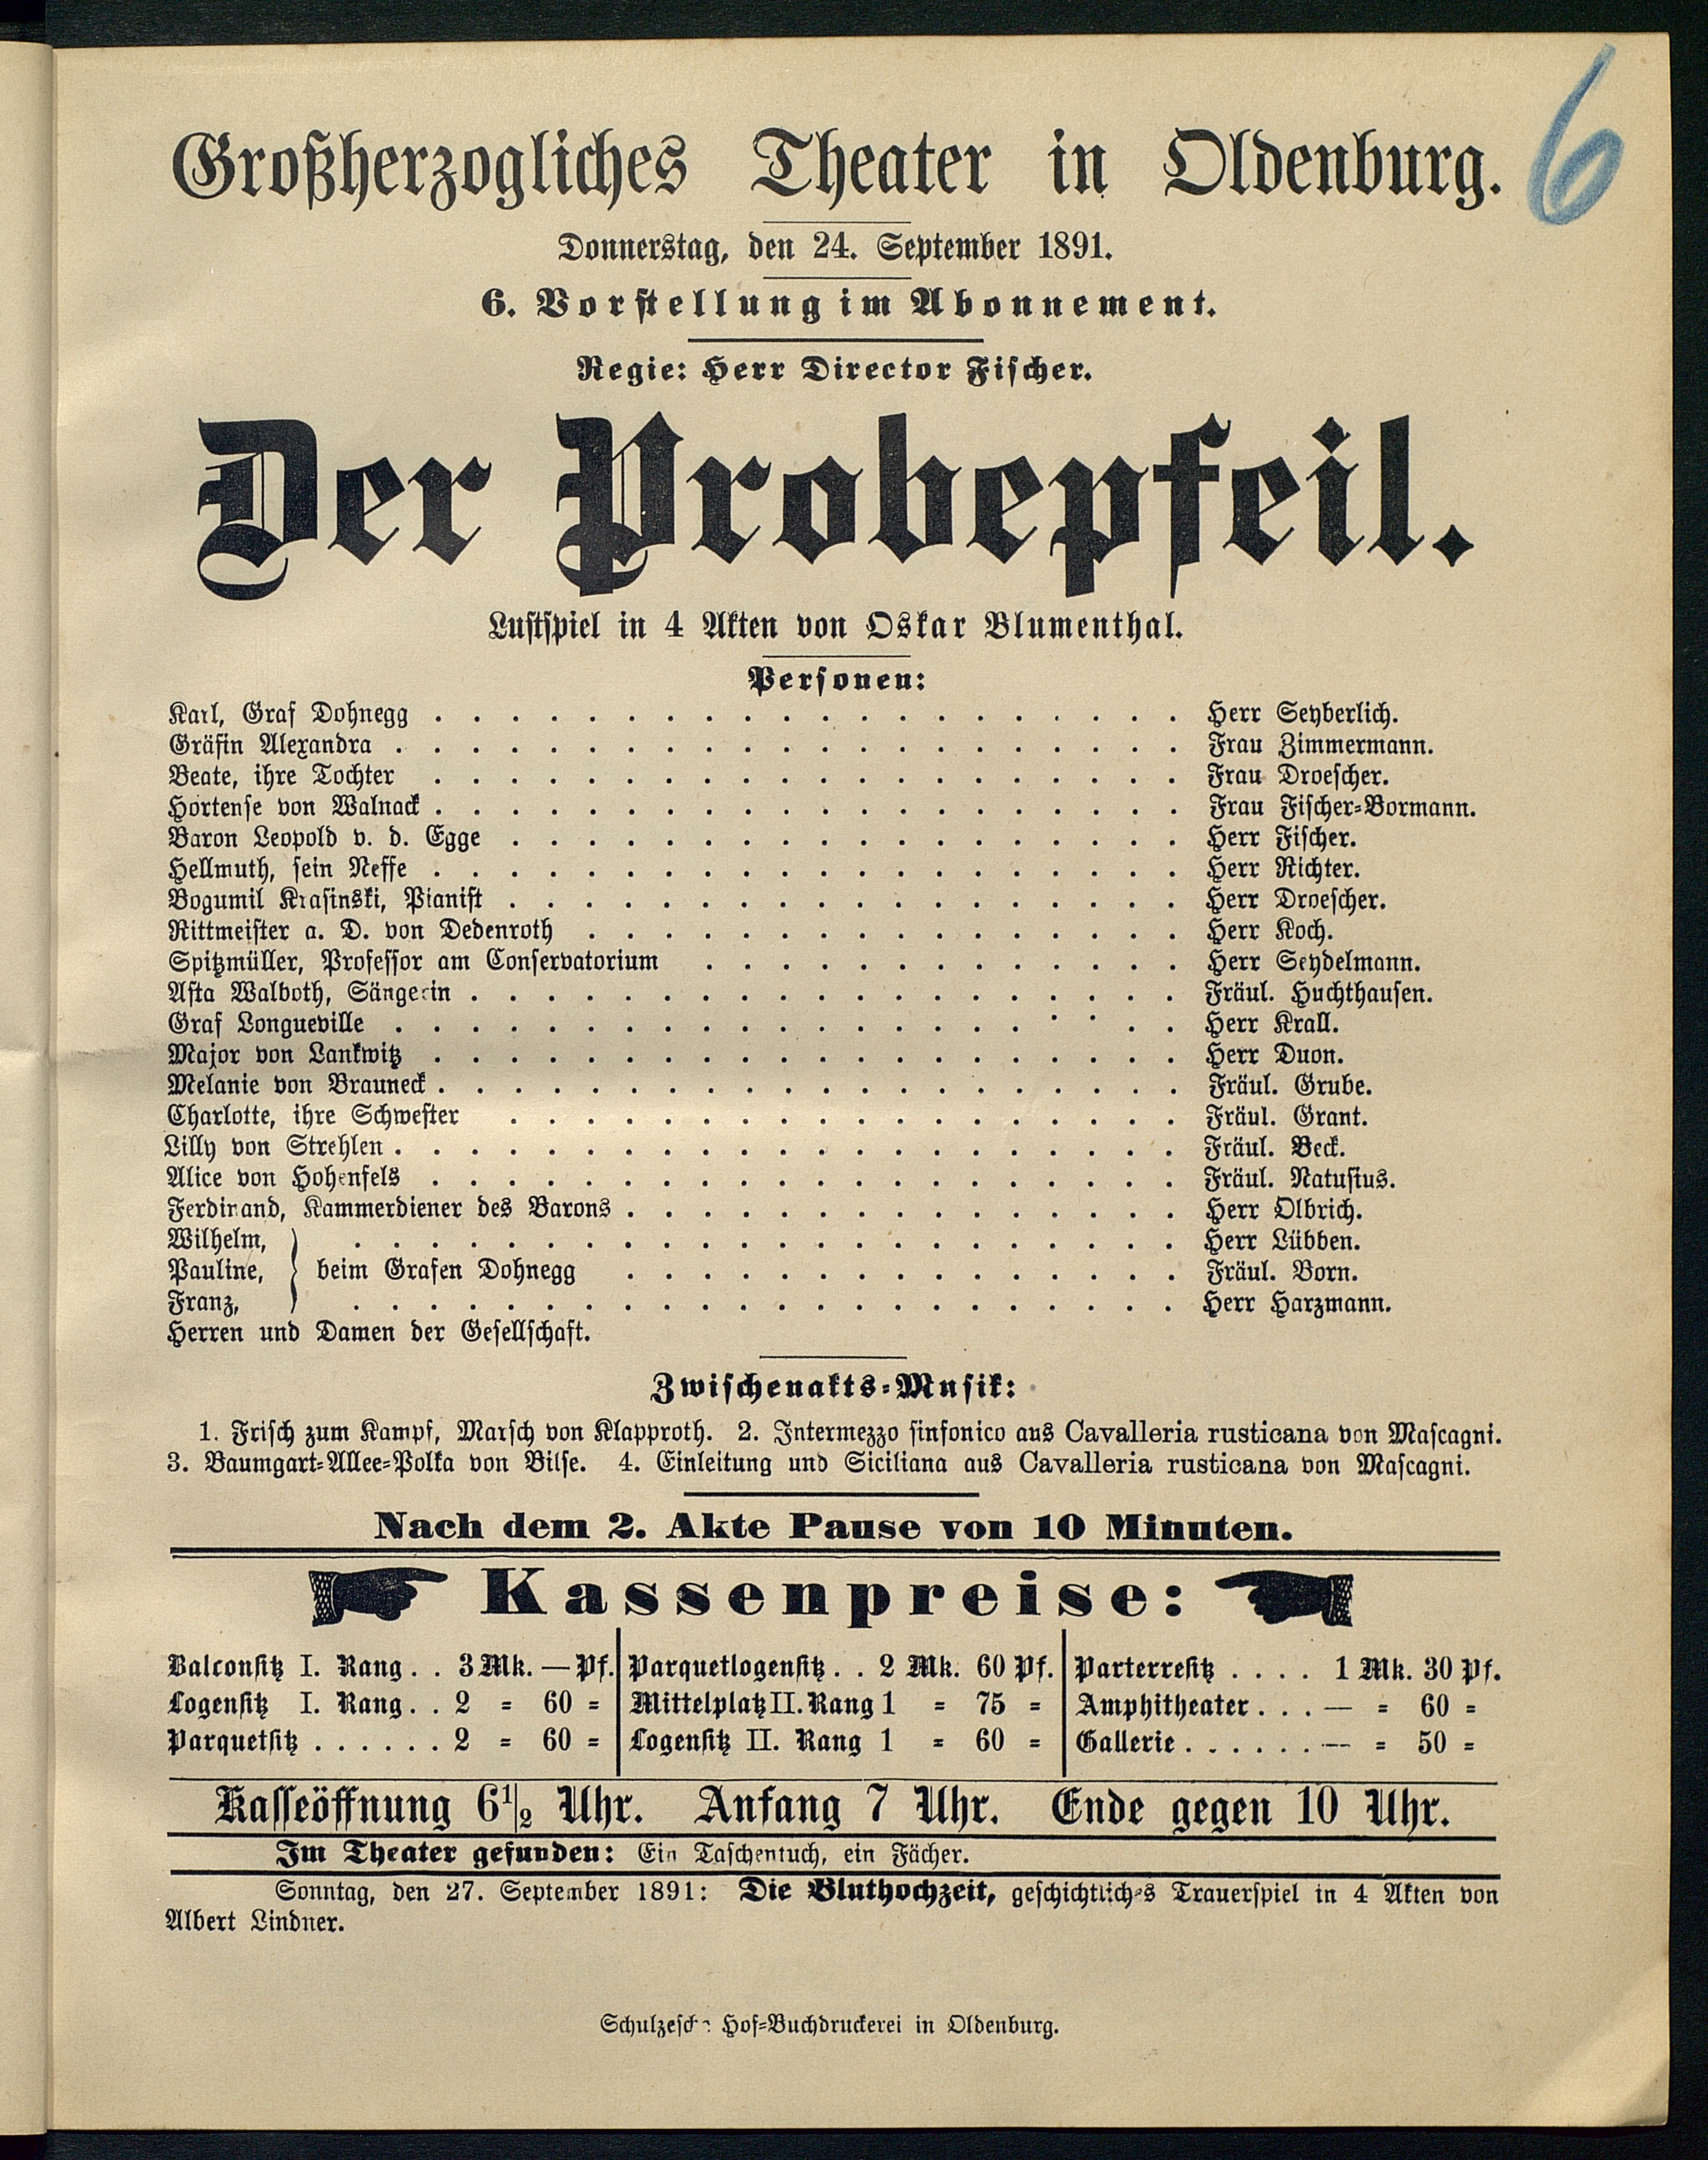 6
Großherzogliches Theater in Oldenburg.
Donnerstag, den 24. September 1891.
6. Vorstellung im Abonnement.
Regie: Herr Director Fischer.
Der Probepfeil.
Lustspiel in 4 Akten von Oskar Blumenthal.
Personen:
Karl, Graf Dohnegg . . . . . . . . . . . . . . . . . . . . Herr Seyberlich.
Gräfin Alexandra . . . . . . . . . . . . . . . . . . . . . Frau Zimmermann.
Beate, ihre Tochter . . . . . . . . . . . . . . . . . . . . Frau Droescher.
Hortense von Walnack . . . . . . . . . . . . . . . . . . . . Frau Fischer-Bormann.
Baron Leopold v. d. Egge . . . . . . . . . . . . . . . . . . Herr Fischer.
Hellmuth, sein Neffe . . . . . . . . . . . . . . . . . . . . Herr Richter.
Bogumil Krasinski, Pianist . . . . . . . . . . . . . . . . . . Herr Droescher.
Rittmeister a. D. von Dedenroth . . . . . . . . . . . . . . . . Herr Koch.
Spitzmüller, Professor am Conservatorium . . . . . . . . . . . . . Herr Seydelmann.
Asta Walboth, Sängerin . . . . . . . . . . . . . . . . . . . Fräul. Huchthausen.
Graf Longueville . . . . . . . . . . . . . . . . . . . . . Herr Krall.
Major von Lankwitz . . . . . . . . . . . . . . . . . . . . Herr Duon.
Melanie von Brauneck . . . . . . . . . . . . . . . . . . . . Fräul. Grube.
Charlotte, ihre Schwester . . . . . . . . . . . . . . . . . . Fräul. Grant.
Lilly von Strehlen . . . . . . . . . . . . . . . . . . . . . Fräul. Beck.
Alice von Hohenfels . . . . . . . . . . . . . . . . . . . . Fräul. Natusius.
Ferdinand, Kammerdiener des Barons . . . . . . . . . . . . . . . Herr Olbrich.
Wilhelm, . . . . . . . . . . . . . . . . . . . . . . Herr Lübben.
Pauline, } beim Grafen Dohnegg . . . . . . . . . . . . . . . Fräul. Born.
Franz, . . . . . . . . . . . . . . . . . . . . . . Herr Harzmann.
Herren und Damen der Gesellschaft.
Zwischenakts-Musik:
1. Frisch zum Kampf, Marsch von Klapproth. 2. Intermezzo sinfonico aus Cavalleria rusticana von Mascagni.
3. Baumgart-Allee-Polka von Bilse. 4. Einleitung und Siciliana aus Cavalleria rusticana von Mascagni.
Nach dem 2. Akte Pause von 10 Minuten.
Kassenpreise:
Balconsitz I. Rang . . 3 Mk. — Pf. Parquetlogensitz . . 2 Mk. 60 Pf. Parterresitz . . . . 1 Mk. 30 Pf.
Logensitz I. Rang . . 2 = 60 = Mittelplatz II. Rang 1 = 75 = Amphitheater . . . — = 60 =
Parquetsitz . . . . . . 2 = 60 = Logensitz II. Rang 1 = 60 = Gallerie . . . . . . — = 50 =
Kasseöffnung 6½ Uhr. Anfang 7 Uhr. Ende gegen 10 Uhr.
Im Theater gefunden: Ein Taschentuch, ein Fächer.
Sonntag, den 27. September 1891: Die Bluthochzeit, geschichtliches Trauerspiel in 4 Akten von
Albert Lindner.
Schulzesche Hof-Buchdruckerei in Oldenburg.